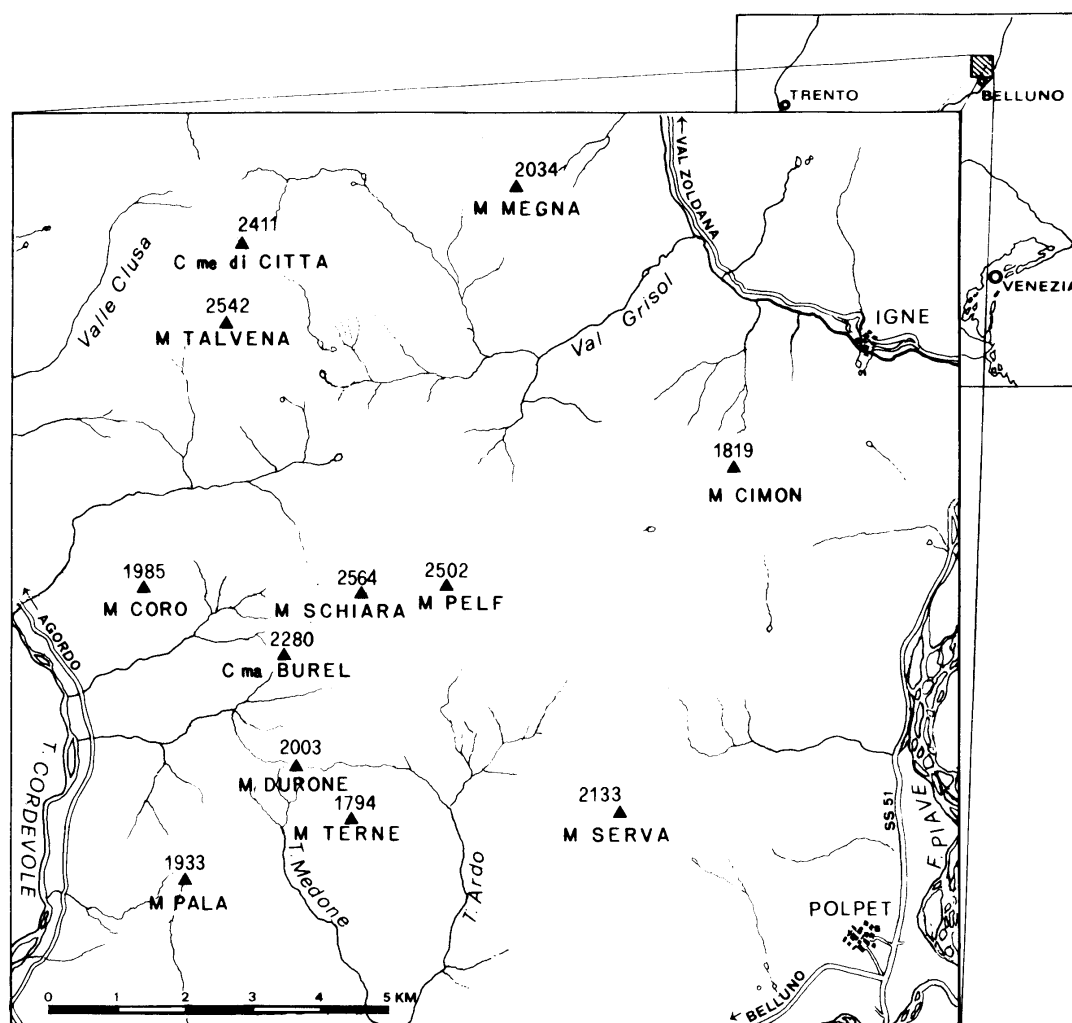 TRENTO
BELLUNO
VENEZIA
VAL ZOLDANA
2034
M MEGNA
2411
C me di CITTA
Valle Clusa
2542
M TALVENA
Val Grisol
IGNE
1819
M CIMON
1985
M CORO
2564
M SCHIARA
2502
M PELF
AGORDO
2280
C ma BUREL
T. CORDEVOLE
2003
M. DURONE
1794
M TERNE
2133
M SERVA
SS 51
F. PIAVE
1933
M PALA
T. Medone
T. Ardo
POLPET
BELLUNO
0 1 2 3 4 5 KM